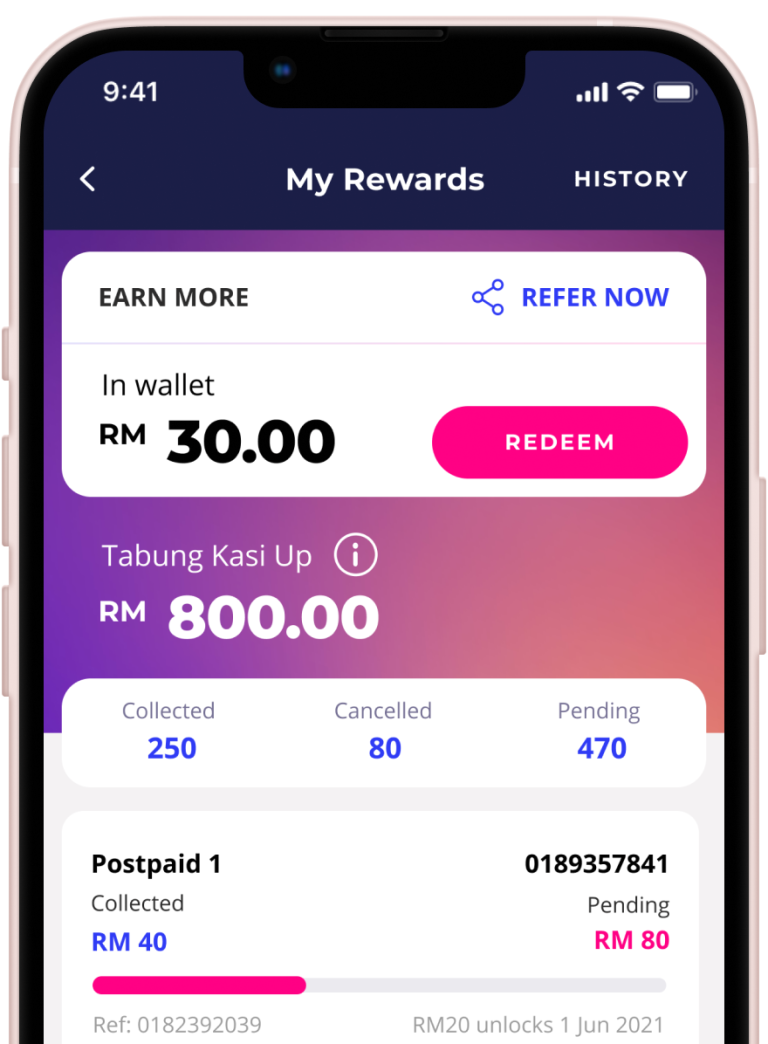 9:41
My Rewards HISTORY
EARN MORE REFER NOW
In wallet
RM 30.00 REDEEM
Tabung Kasi Up
RM 800.00
Collected Cancelled Pending
250 80 470
Postpaid 1 0189357841
Collected Pending
RM 40 RM 80
Ref: 0182392039 RM20 unlocks 1 Jun 2021